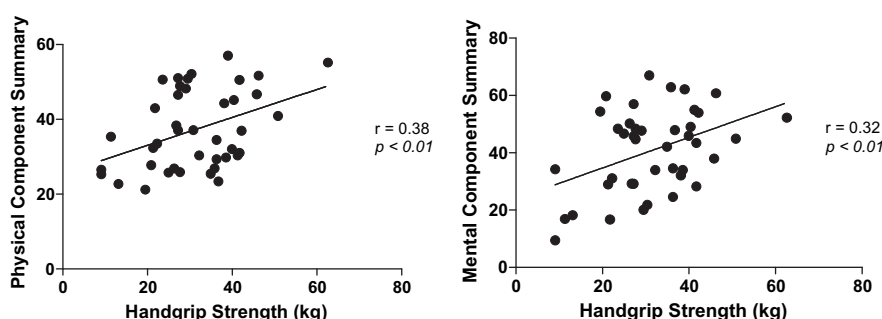 Physical Component Summary
60
40
20
0
0
20
40
60
80
Handgrip Strength (kg)
r = 0.38
p < 0.01
Mental Component Summary
80
60
40
20
0
0
20
40
60
80
Handgrip Strength (kg)
r = 0.32
p < 0.01